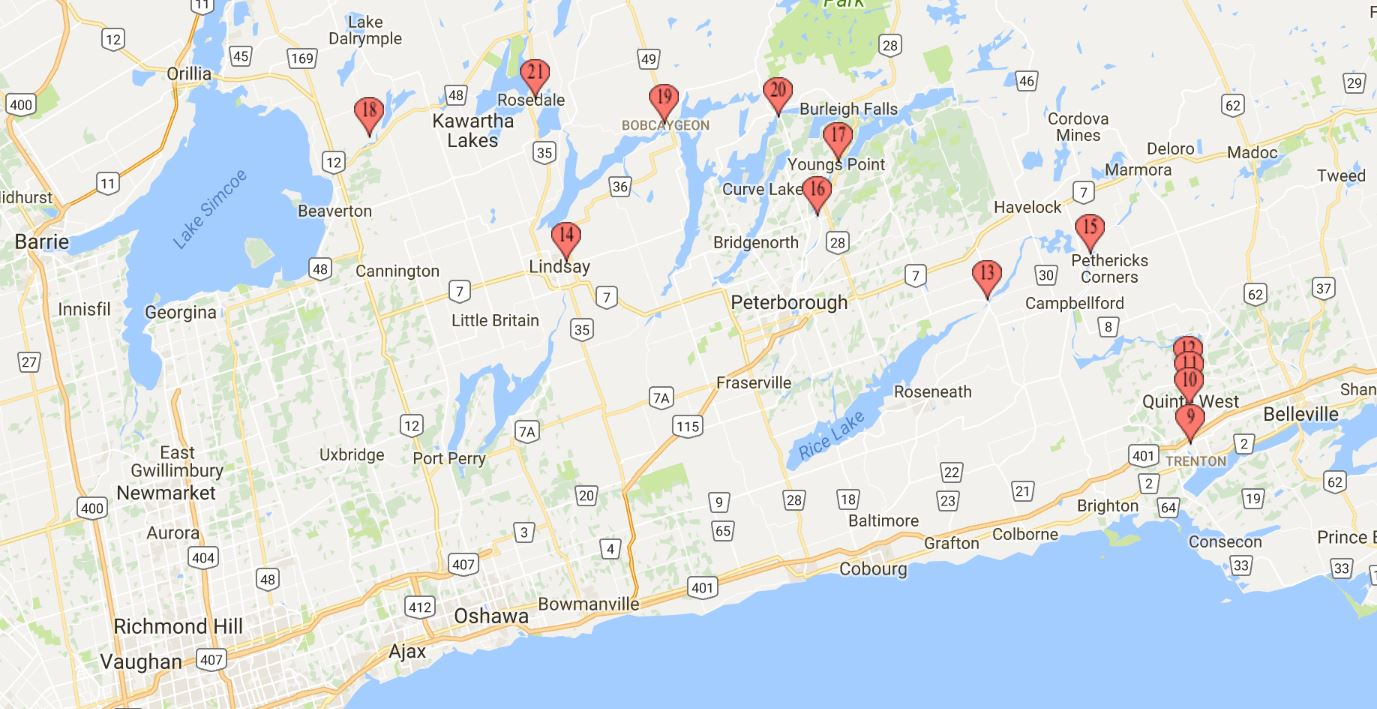 11
Park
Lake
Dalrymple
12
45
169
28
49
Orillia
21
46
29
400
48
Rosedale
19
20
18
62
Kawartha
Lakes
BOBCAYGEON
Burleigh Falls
Cordova
Mines
17
Deloro
Madoc
12
35
Youngs Point
Marmora
Tweed
11
36
Curve Lake
16
7
idhurst
Lake Simcoe
Beaverton
Havelock
14
15
Barrie
Bridgenorth
28
48
Cannington
Lindsay
13
Pethericks
Corners
7
30
7
7
62
37
Innisfil
Georgina
Peterborough
Campbellford
Little Britain
35
8
27
12
11
10
Fraserville
Roseneath
Shan
7A
Quinte West
9
Belleville
12
7A
115
Rice Lake
2
East
Gwillimbury
Uxbridge
Port Perry
401
TRENTON
22
62
Newmarket
20
9
28
18
23
21
2
19
400
64
Brighton
Aurora
3
65
Baltimore
Colborne
Prince E
404
4
Grafton
Consecon
407
33
33
48
Cobourg
401
412
Bowmanville
Oshawa
Richmond Hill
Ajax
Vaughan
407